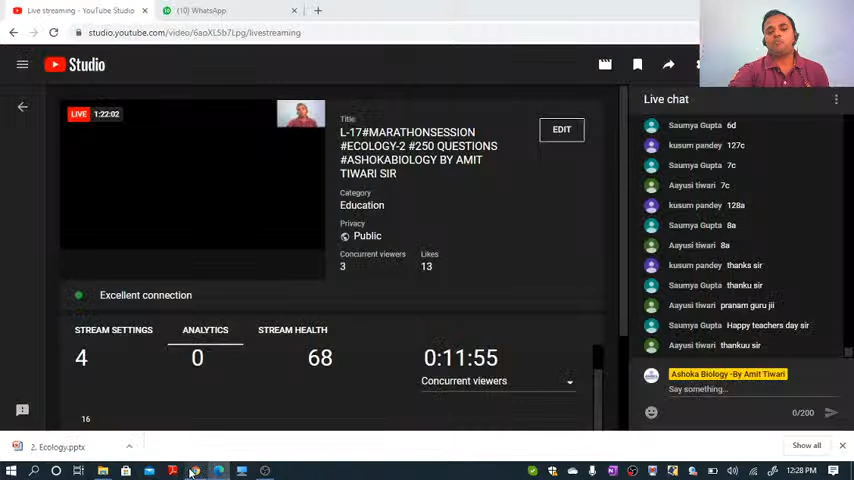 Live streaming - YouTube Studio
(10) WhatsApp
studio.youtube.com/video/6aoXL5b7Lpg/livestreaming
Studio
LIVE 1:22:02
Title:
L-17#MARATHONSESSION
#ECOLOGY-2 #250 QUESTIONS
#ASHOKABIOLOGY BY AMIT
TIWARI SIR
EDIT
Category
Education
Privacy
Public
Concurrent viewers
3
Likes
13
Excellent connection
STREAM SETTINGS
ANALYTICS
STREAM HEALTH
4
0
68
0:11:55
Concurrent viewers
16
Live chat
Saumya Gupta 6d
kusum pandey 127c
Saumya Gupta 7c
Aayusi tiwari 7c
kusum pandey 128a
Saumya Gupta 8a
Aayusi tiwari 8a
kusum pandey thanks sir
Saumya Gupta thanku sir
Aayusi tiwari pranam guru jii
Saumya Gupta Happy teachers day sir
Aayusi tiwari thankuu sir
Ashoka Biology -By Amit Tiwari
Say something...
0/200
2. Ecology.pptx
Show all
12:28 PM